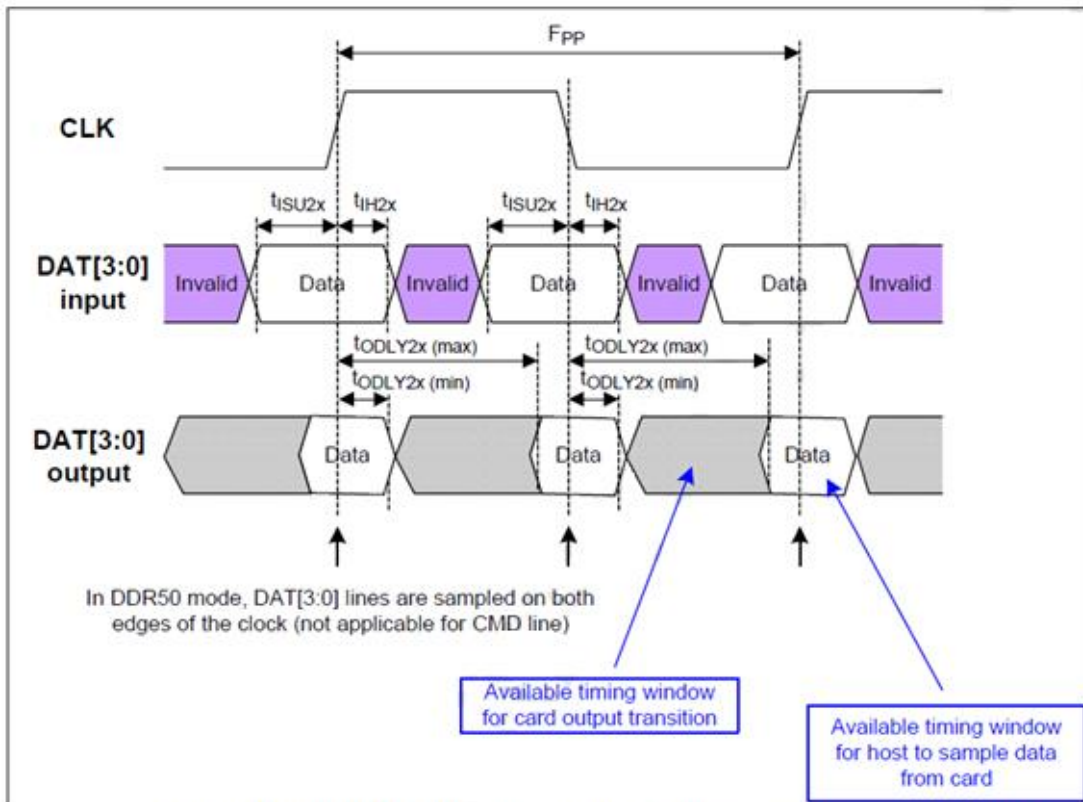 FPP
CLK
tISU2x tIH2x tISU2x tIH2x
DAT[3:0]
input
Invalid Data Invalid Data Invalid Data Invalid
tODLY2x (max) tODLY2x (max)
tODLY2x (min) tODLY2x (min)
DAT[3:0]
output
Data Data Data
In DDR50 mode, DAT[3:0] lines are sampled on both
edges of the clock (not applicable for CMD line)
Available timing window
for card output transition
Available timing window
for host to sample data
from card